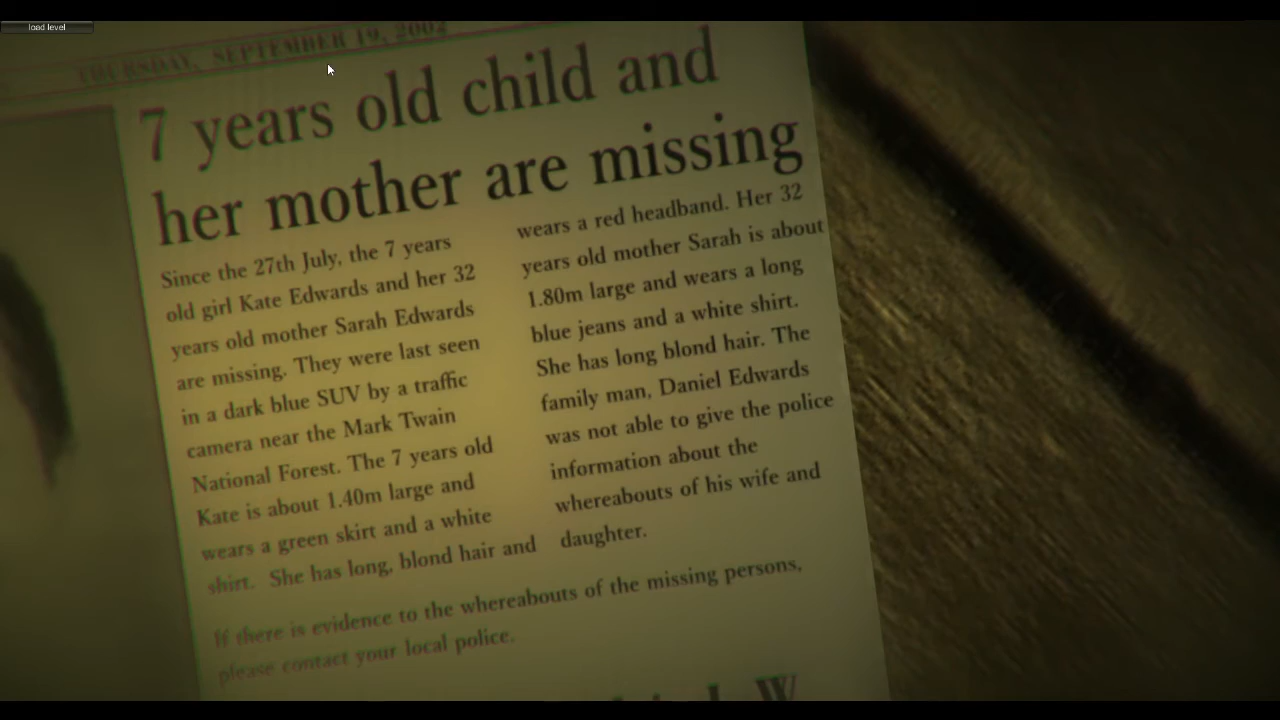 load level
THURSDAY, SEPTEMBER 19, 2002
7 years old child and
her mother are missing
Since the 27th July, the 7 years
old girl Kate Edwards and her 32
years old mother Sarah Edwards
are missing. They were last seen
in a dark blue SUV by a traffic
camera near the Mark Twain
National Forest. The 7 years old
Kate is about 1.40m large and
wears a green skirt and a white
shirt. She has long, blond hair and
wears a red headband. Her 32
years old mother Sarah is about
1.80m large and wears a long
blue jeans and a white shirt.
She has long blond hair. The
family man, Daniel Edwards
was not able to give the police
information about the
whereabouts of his wife and
daughter.
If there is evidence to the whereabouts of the missing persons,
please contact your local police.